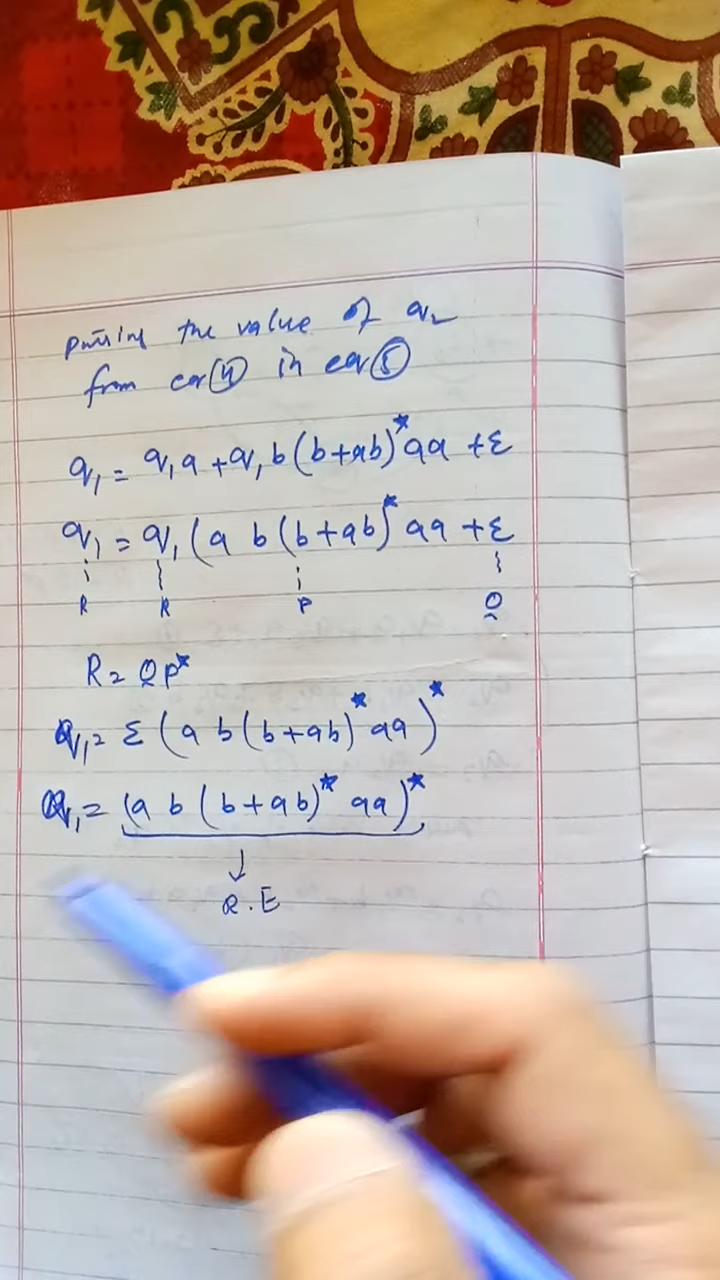 putting the value of q₂
from eq(4) in eq(5)
q₁ = q₁a + q₁b(b+ab)*aa + ε
q₁ = q₁(a b(b+ab)*aa + ε
R R P Q
R = QP*
q₁ = ε(a b(b+ab)*aa)*
q₁ = (a b(b+ab)*aa)*
↓
R.E